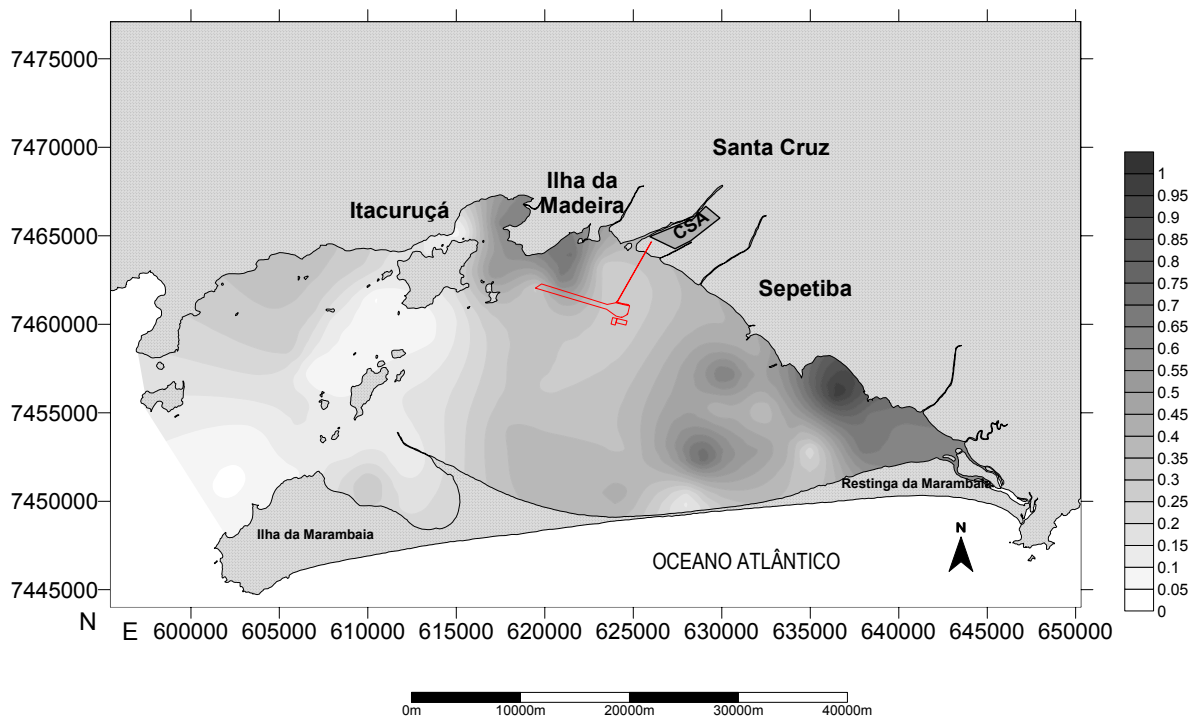 7475000
7470000
7465000
7460000
7455000
7450000
7445000
Santa Cruz
Ilha da
Madeira
Itacuruçá
CSA
Sepetiba
Restinga da Marambaia
Ilha da Marambaia
OCEANO ATLÂNTICO
N
N
E
600000 605000 610000 615000 620000 625000 630000 635000 640000 645000 650000
1
0.95
0.9
0.85
0.8
0.75
0.7
0.65
0.6
0.55
0.5
0.45
0.4
0.35
0.3
0.25
0.2
0.15
0.1
0.05
0
0m 10000m 20000m 30000m 40000m